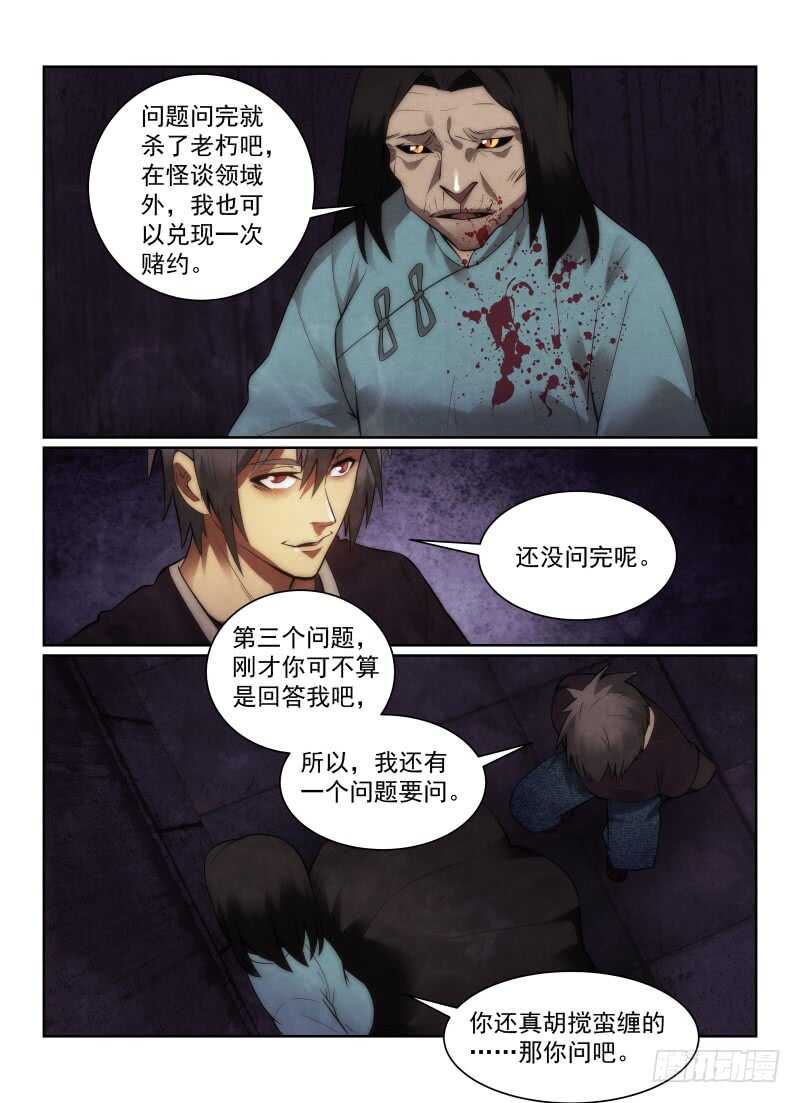 问题问完就
杀了老朽吧，
在怪谈领域
外，我也可
以兑现一次
赌约。
还没问完呢。
第三个问题，
刚才你可不算
是回答我吧，
所以，我还有
一个问题要问。
你还真胡搅蛮缠的
……那你问吧。
腾讯动漫